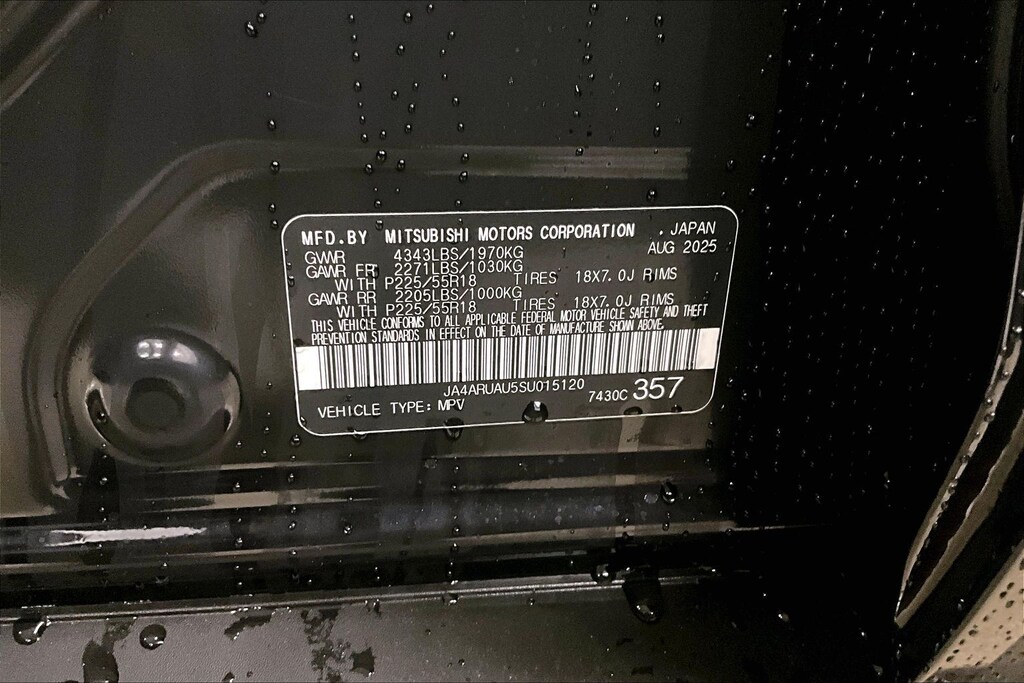 MFD.BY MITSUBISHI MOTORS CORPORATION . JAPAN
GVWR 4343LBS/1970KG AUG 2025
GAWR FR 2271LBS/1030KG
WITH P225/55R18 TIRES 18X7.0J RIMS
GAWR RR 2205LBS/1000KG
WITH P225/55R18 TIRES 18X7.0J RIMS
THIS VEHICLE CONFORMS TO ALL APPLICABLE FEDERAL MOTOR VEHICLE SAFETY AND THEFT
PREVENTION STANDARDS IN EFFECT ON THE DATE OF MANUFACTURE SHOWN ABOVE.
JA4ARUAU5SU015120
VEHICLE TYPE: MPV 7430C 357